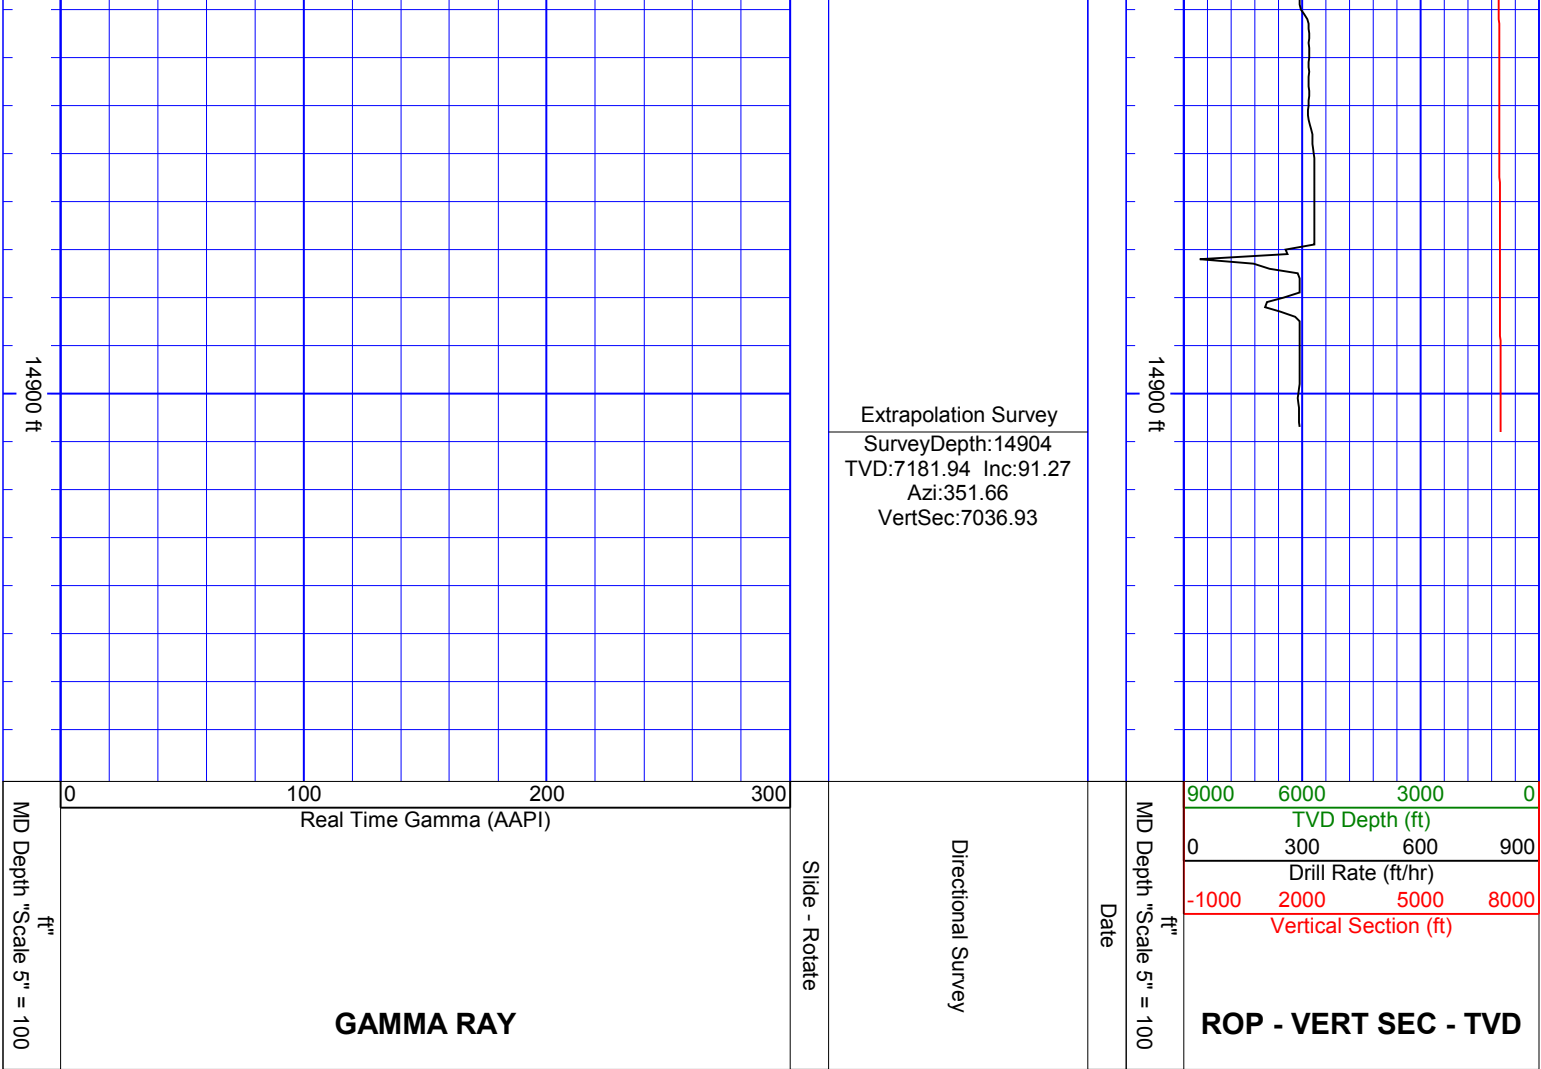 14900 ft
Extrapolation Survey
SurveyDepth:14904
TVD:7181.94 Inc:91.27
Azi:351.66
VertSec:7036.93
14900 ft
MD Depth "Scale 5" = 100
ft"
0 100 200 300
Real Time Gamma (AAPI)
GAMMA RAY
Slide - Rotate
Directional Survey
Date
MD Depth "Scale 5" = 100
ft"
9000 6000 3000 0
TVD Depth (ft)
0 300 600 900
Drill Rate (ft/hr)
-1000 2000 5000 8000
Vertical Section (ft)
ROP - VERT SEC - TVD